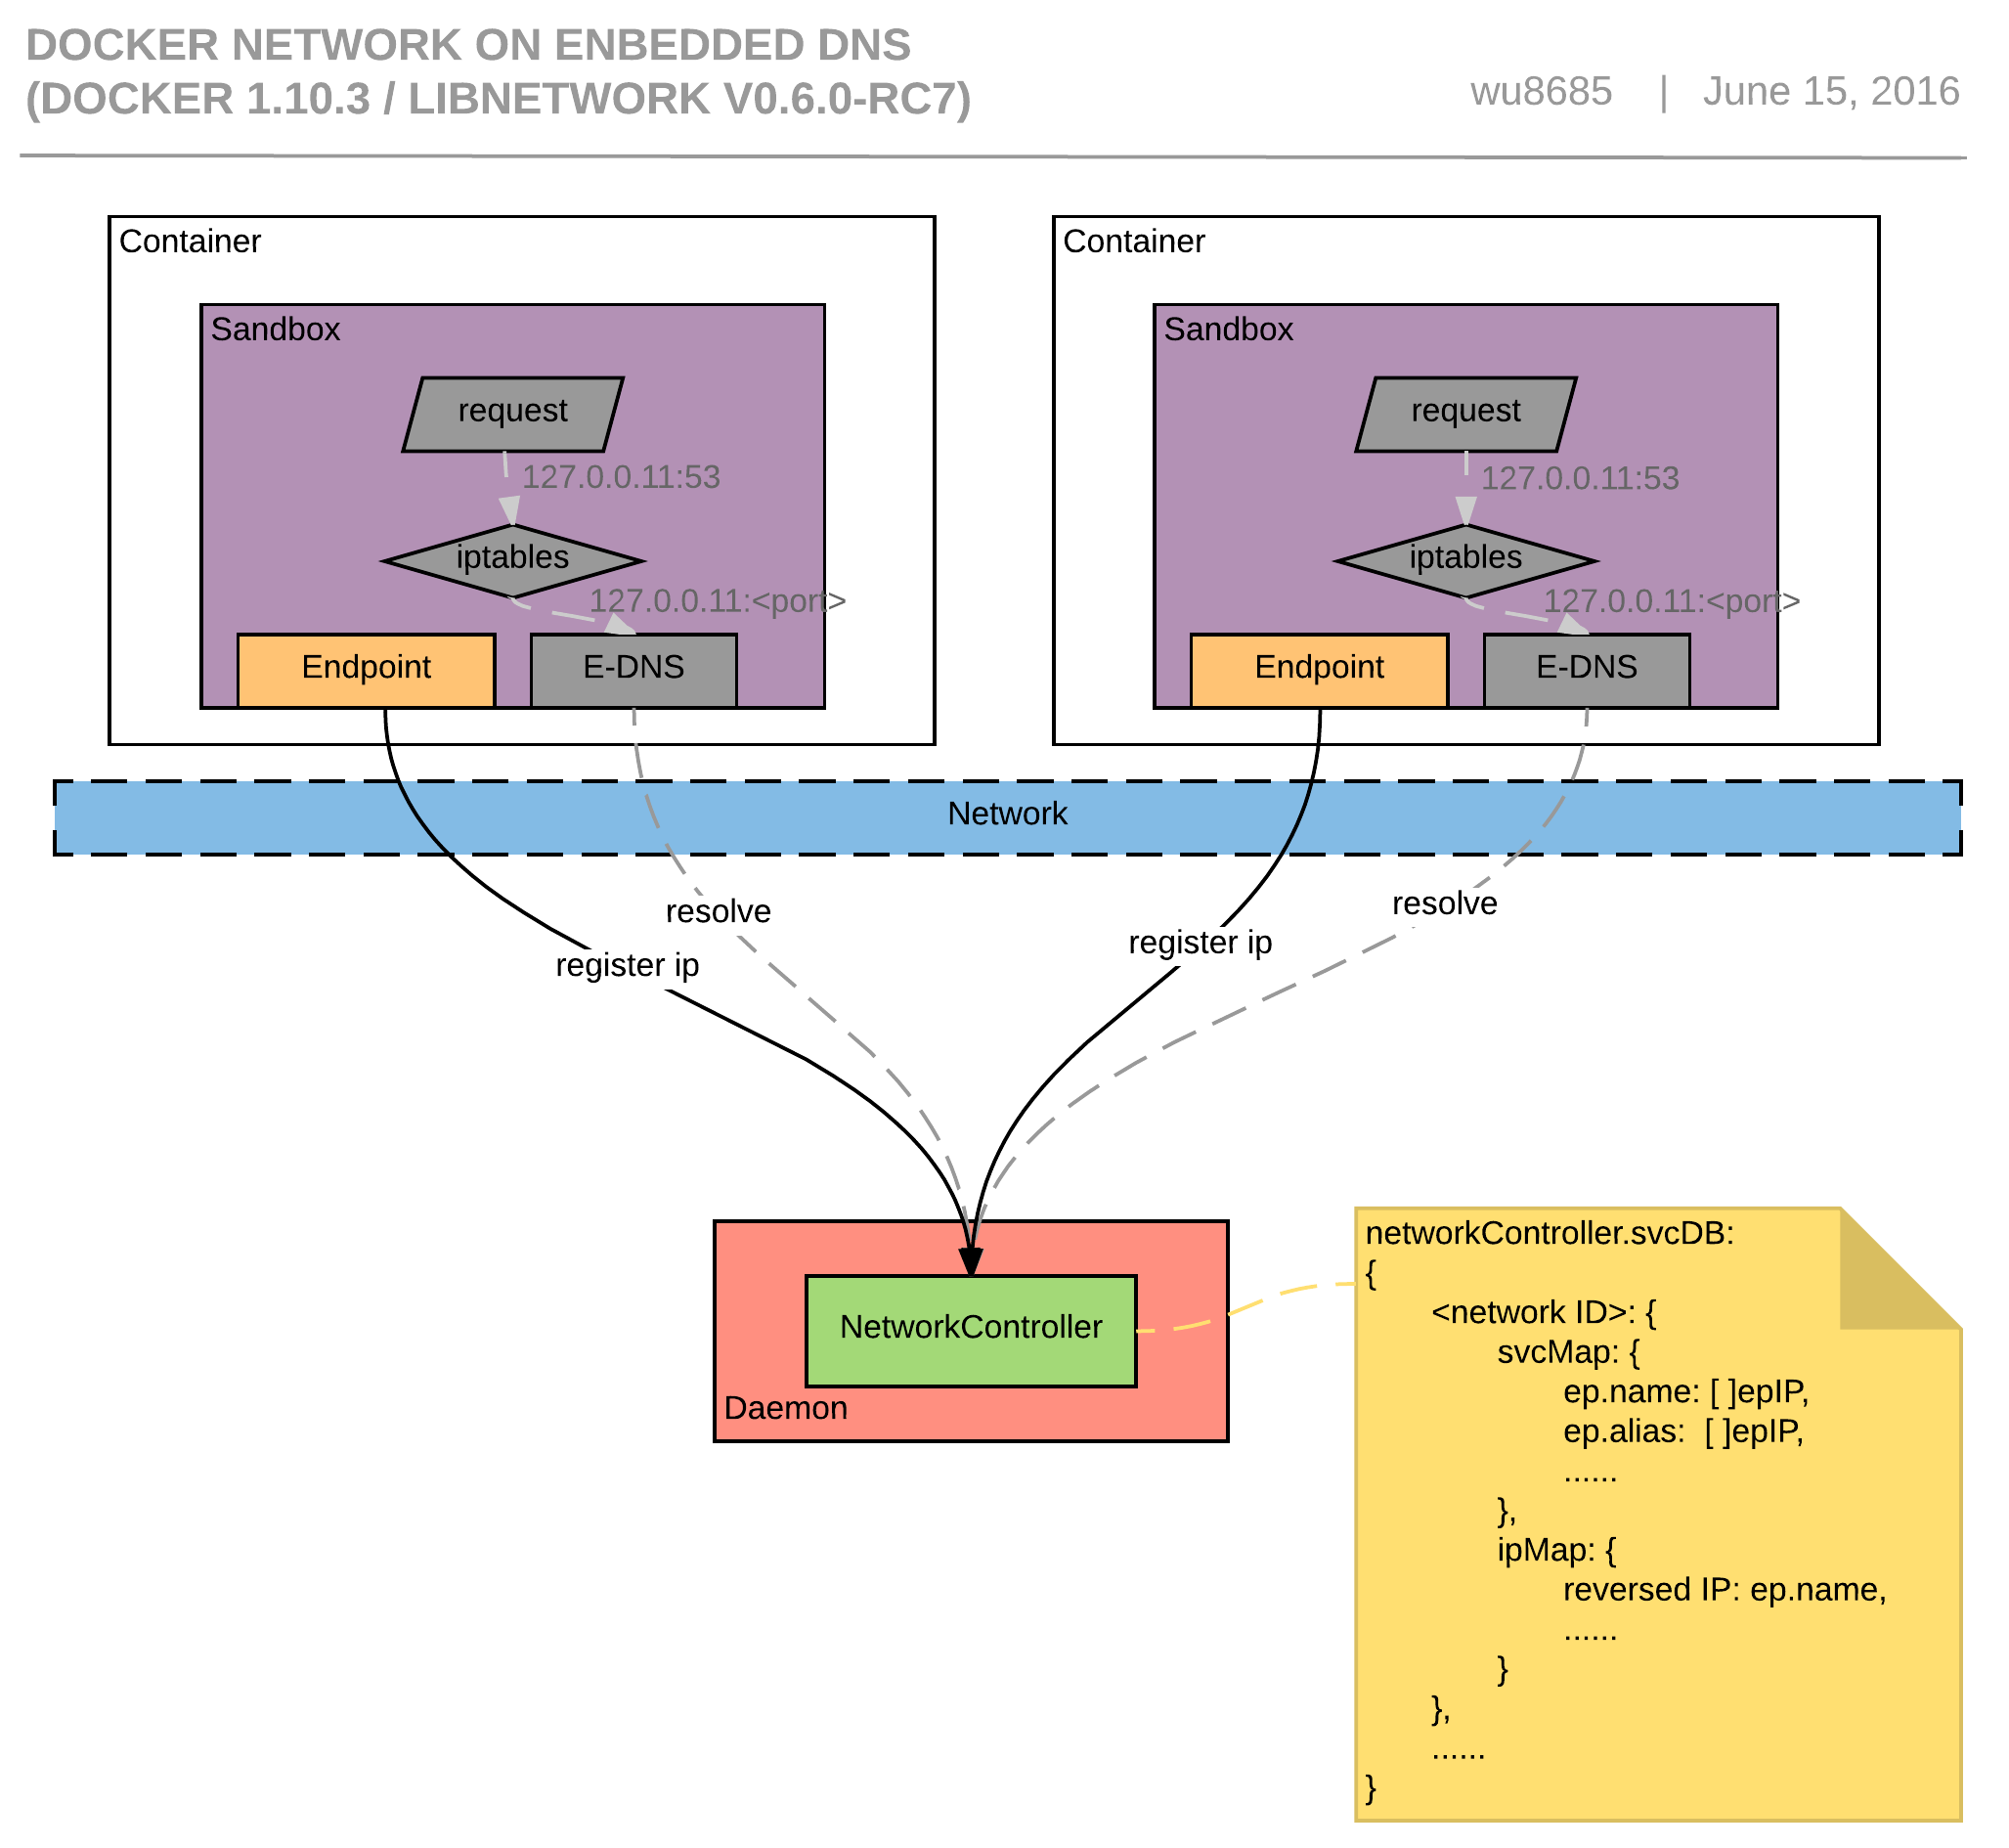 DOCKER NETWORK ON ENBEDDED DNS
(DOCKER 1.10.3 / LIBNETWORK V0.6.0-RC7)
wu8685 | June 15, 2016
Container
Sandbox
request
127.0.0.11:53
iptables
127.0.0.11:<port>
Endpoint
E-DNS
Container
Sandbox
request
127.0.0.11:53
iptables
127.0.0.11:<port>
Endpoint
E-DNS
Network
resolve
register ip
resolve
register ip
NetworkController
Daemon
networkController.svcDB:
{
<network ID>: {
svcMap: {
ep.name: [ ]epIP,
ep.alias: [ ]epIP,
......
},
ipMap: {
reversed IP: ep.name,
......
}
},
......
}